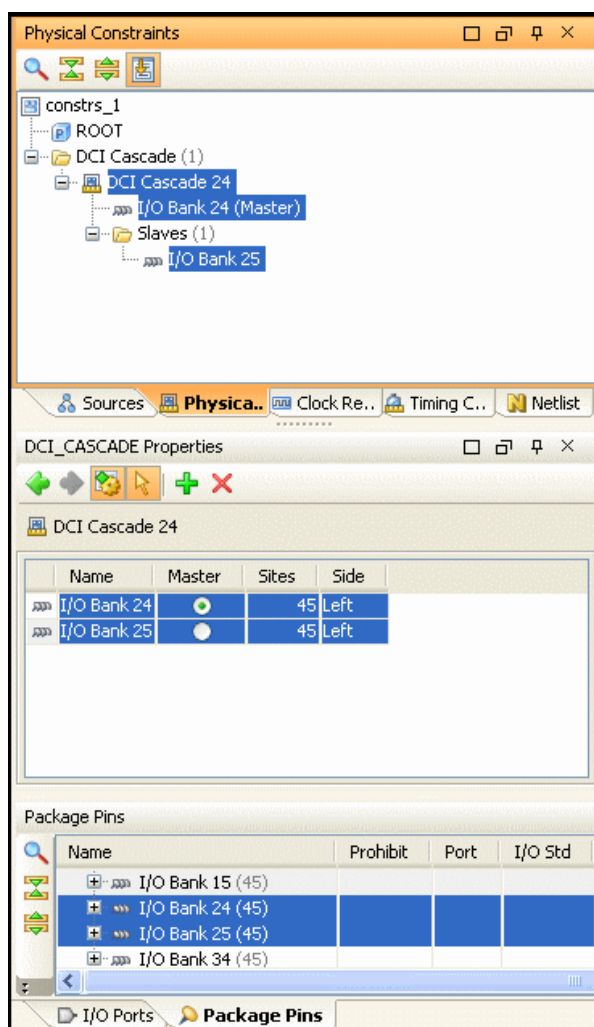 Physical Constraints
constrs_1
ROOT
DCI Cascade (1)
DCI Cascade 24
I/O Bank 24 (Master)
Slaves (1)
I/O Bank 25
Sources Physica.. Clock Re.. Timing C.. Netlist
DCI_CASCADE Properties
DCI Cascade 24
Name Master Sites Side
I/O Bank 24 45 Left
I/O Bank 25 45 Left
Package Pins
Name Prohibit Port I/O Std
I/O Bank 15 (45)
I/O Bank 24 (45)
I/O Bank 25 (45)
I/O Bank 34 (45)
I/O Ports Package Pins